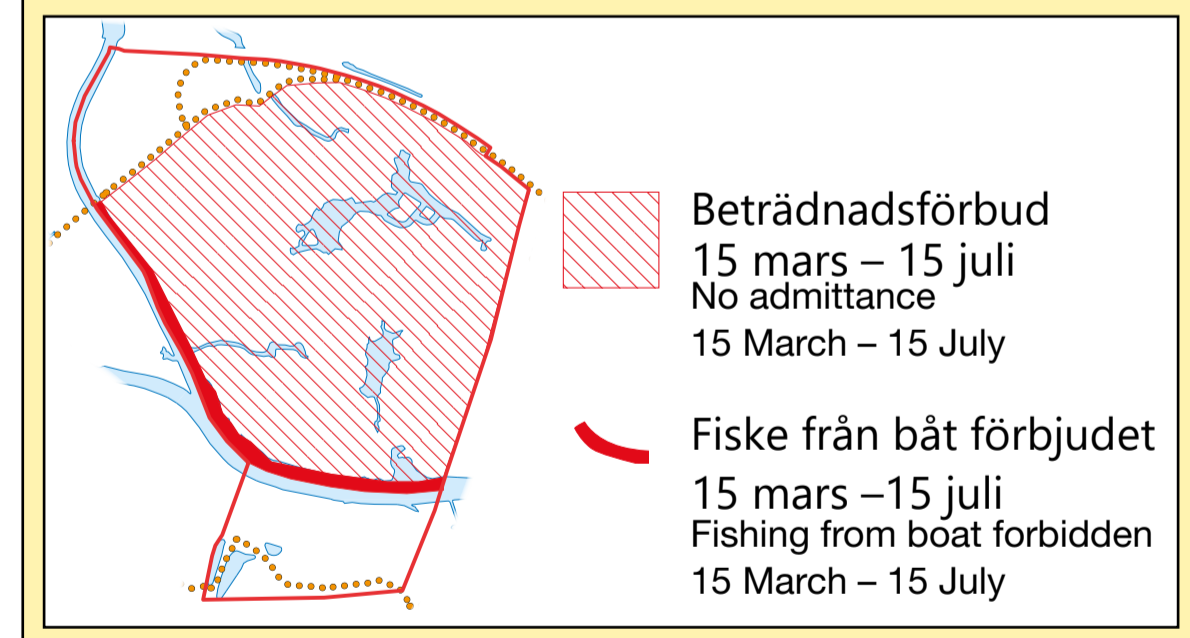 Beträdnadsförbud
15 mars – 15 juli
No admittance
15 March – 15 July
Fiske från båt förbjudet
15 mars –15 juli
Fishing from boat forbidden
15 March – 15 July